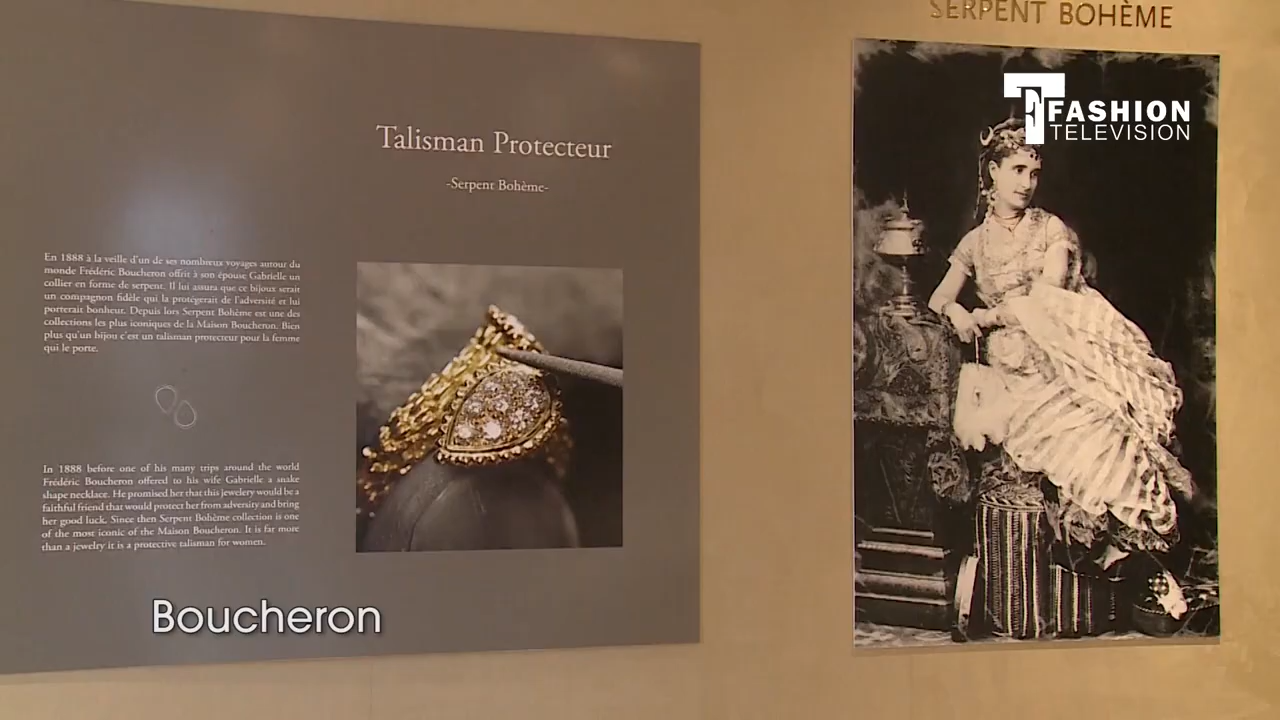 SERPENT BOHÈME
FASHION
TELEVISION
Talisman Protecteur
-Serpent Bohème-
En 1888 à la veille d'un de ses nombreux voyages autour du
monde Frédéric Boucheron offrit à son épouse Gabrielle un
collier en forme de serpent. Il lui assura que ce bijoux serait
un compagnon fidèle qui la protégerait de l'adversité et lui
porterait bonheur. Depuis lors Serpent Bohème est une des
collections les plus iconiques de la Maison Boucheron. Bien
plus qu'un bijou c'est un talisman protecteur pour la femme
qui le porte.
In 1888 before one of his many trips around the world
Frédéric Boucheron offered to his wife Gabrielle a snake
shape necklace. He promised her that this jewelery would be a
faithful friend that would protect her from adversity and bring
her good luck. Since then Serpent Bohème collection is one
of the most iconic of the Maison Boucheron. It is far more
than a jewelry it is a protective talisman for women.
Boucheron